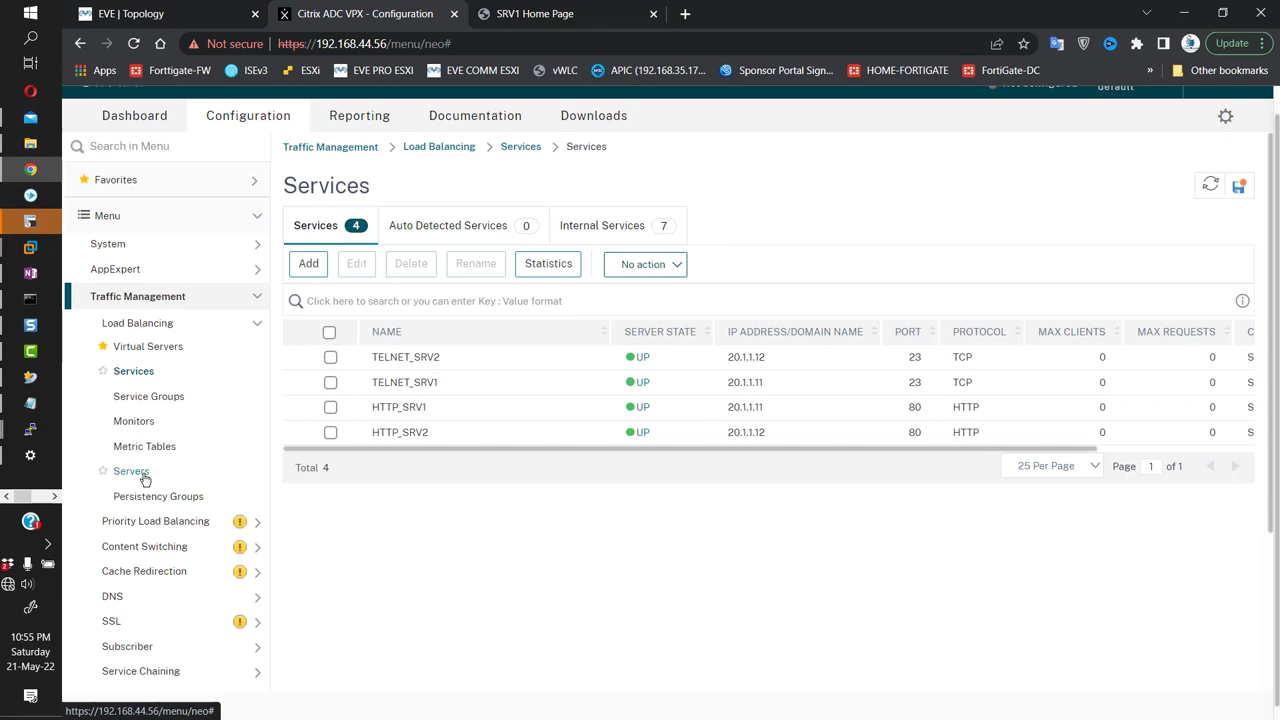 EVE | Topology
Citrix ADC VPX - Configuration
SRV1 Home Page
Not secure
https://192.168.44.56/menu/neo#
Update
Apps
Forttigate-FW
ISEv3
ESXi
EVE PRO ESXI
EVE COM ESXI
vWLC
APIC (192.168.35.17...
Sponsor Portal Sign...
HOME-FORTIGATE
FortiGate-DC
»
Other bookmarks
default
Dashboard
Configuration
Reporting
Documentation
Downloads
Search in Menu
Favorites
Menu
System
AppExpert
Traffic Management
Load Balancing
Virtual Servers
Services
Service Groups
Monitors
Metric Tables
Servers
Persistency Groups
Priority Load Balancing
Content Switching
Cache Redirection
DNS
SSL
Subscriber
Service Chaining
Traffic Management > Load Balancing > Services > Services
Services
Services 4
Auto Detected Services 0
Internal Services 7
Add
Edit
Delete
Rename
Statistics
No action
Click here to search or you can enter Key : Value format
NAME SERVER STATE IP ADDRESS/DOMAIN NAME PORT PROTOCOL MAX CLIENTS MAX REQUESTS C
TELNET_SRV2 UP 20.1.1.12 23 TCP 0 0 S
TELNET_SRV1 UP 20.1.1.11 23 TCP 0 0 S
HTTP_SRV1 UP 20.1.1.11 80 HTTP 0 0 S
HTTP_SRV2 UP 20.1.1.12 80 HTTP 0 0 S
Total 4
25 Per Page
Page 1 of 1
10:55 PM
Saturday
21-May-22
https://192.168.44.56/menu/neo#